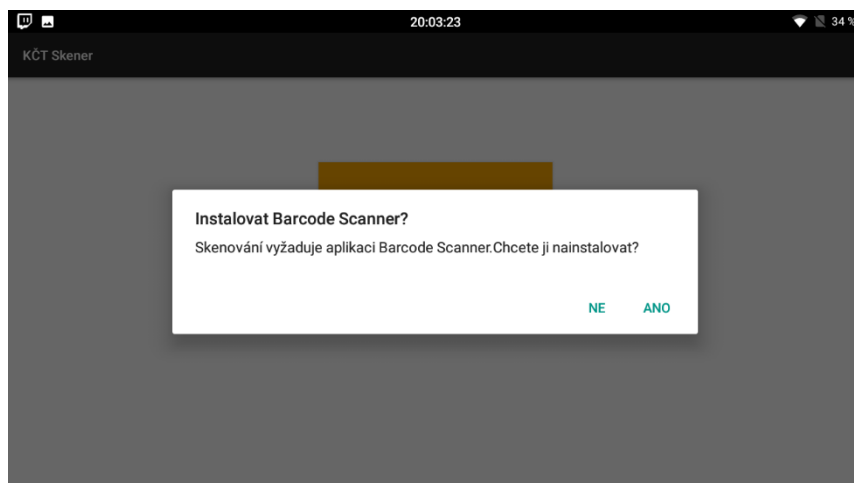 20:03:23
34 %
KČT Skener
Instalovat Barcode Scanner?
Skenování vyžaduje aplikaci Barcode Scanner.Chcete ji nainstalovat?
NE ANO